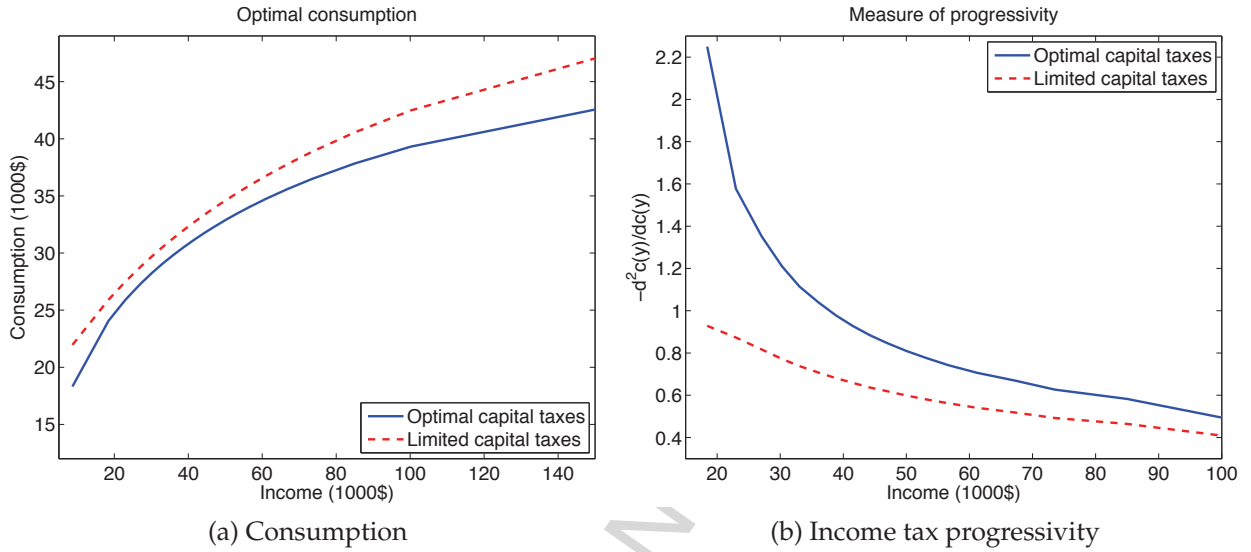 Optimal consumption
45
40
35
30
25
20
15
Consumption (1000$)
Optimal capital taxes
Limited capital taxes
20 40 60 80 100 120 140
Income (1000$)
(a) Consumption
Measure of progressivity
2.2
2
1.8
1.6
1.4
1.2
1
0.8
0.6
0.4
−d²c(y)/dc(y)
Optimal capital taxes
Limited capital taxes
20 30 40 50 60 70 80 90 100
Income (1000$)
(b) Income tax progressivity